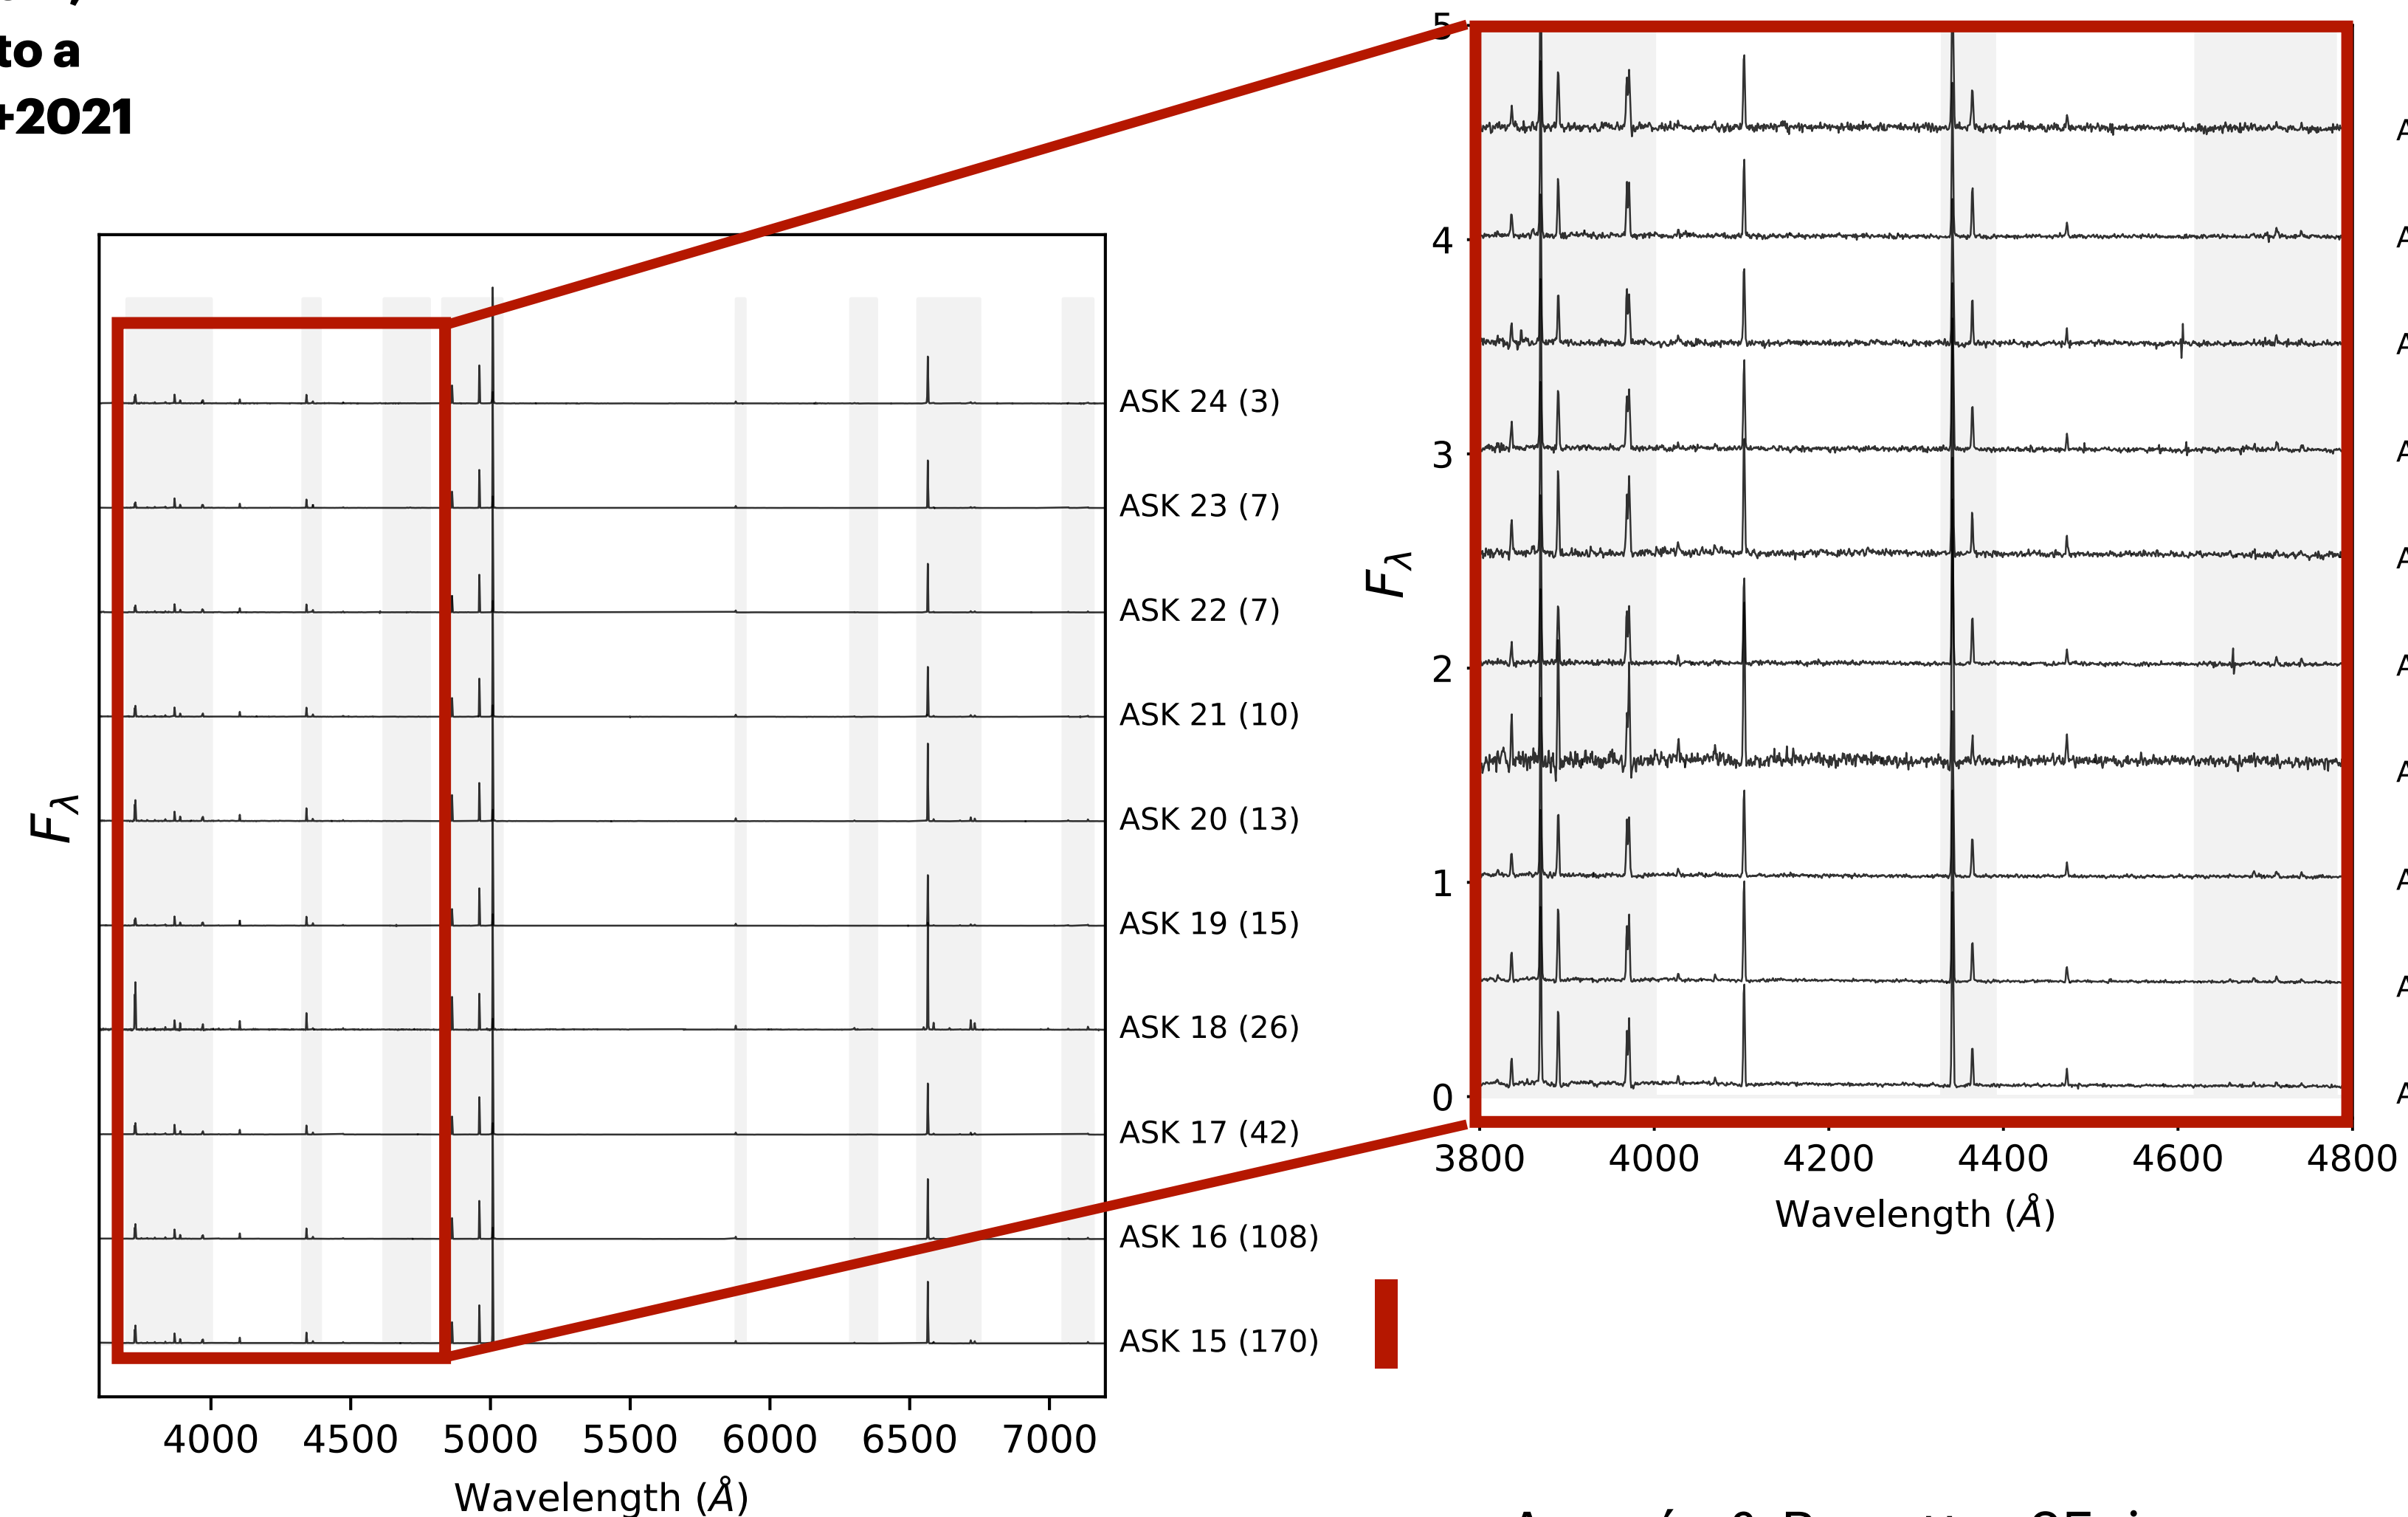 to a
+2021
ASK 24 (3)
ASK 23 (7)
ASK 22 (7)
ASK 21 (10)
ASK 20 (13)
ASK 19 (15)
ASK 18 (26)
ASK 17 (42)
ASK 16 (108)
ASK 15 (170)
Fλ
4000 4500 5000 5500 6000 6500 7000
Wavelength (Å)
5
4
3
2
1
0
Fλ
3800 4000 4200 4400 4600 4800
Wavelength (Å)